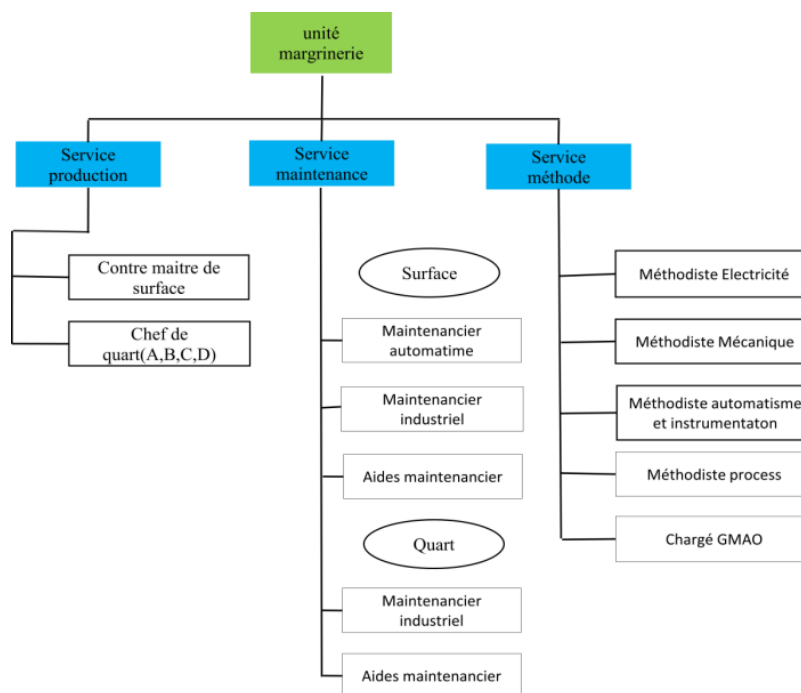 unité
margrinerie
Service
production
Service
maintenance
Service
méthode
Contre maitre de
surface
Chef de
quart(A,B,C,D)
Surface
Maintenancier
automatime
Maintenancier
industriel
Aides maintenancier
Quart
Maintenancier
industriel
Aides maintenancier
Méthodiste Electricité
Méthodiste Mécanique
Méthodiste automatisme
et instrumentaton
Méthodiste process
Chargé GMAO